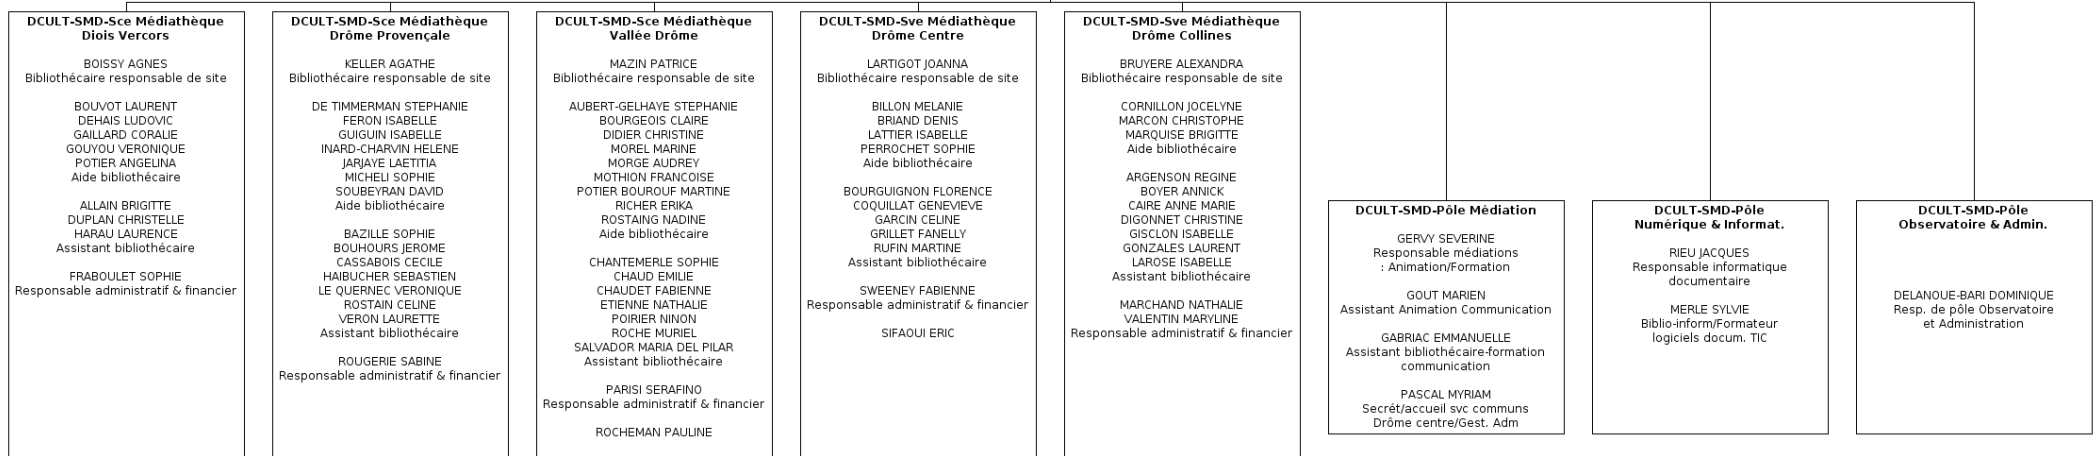 DCULT-SMD-Sce Médiathèque
Diois Vercors
BOISSY AGNES
Bibliothécaire responsable de site
BOUVOT LAURENT
DEHAIS LUDOVIC
GAILLARD CORALIE
GOUYOU VERONIQUE
POTIER ANGELINA
Aide bibliothécaire
ALLAIN BRIGITTE
DUPLAN CHRISTELLE
HARAU LAURENCE
Assistant bibliothécaire
FRABOULET SOPHIE
Responsable administratif & financier
DCULT-SMD-Sce Médiathèque
Drôme Provençale
KELLER AGATHE
Bibliothécaire responsable de site
DE TIMMERMAN STEPHANIE
FERON ISABELLE
GUIGUIN ISABELLE
INARD-CHARVIN HELENE
JARJAYE LAETITIA
MICHELI SOPHIE
SOUBEYRAN DAVID
Aide bibliothécaire
BAZILLE SOPHIE
BOUHOURS JEROME
CASSABOIS CECILE
HAIBUCHER SEBASTIEN
LE QUERNEC VERONIQUE
ROSTAIN CELINE
VERON LAURETTE
Assistant bibliothécaire
ROUGERIE SABINE
Responsable administratif & financier
DCULT-SMD-Sce Médiathèque
Vallée Drôme
MAZIN PATRICE
Bibliothécaire responsable de site
AUBERT-GELHAYE STEPHANIE
BOURGEOIS CLAIRE
DIDIER CHRISTINE
MOREL MARINE
MORGE AUDREY
MOTHION FRANCOISE
POTIER BOUROUF MARTINE
RICHER ERIKA
ROSTAING NADINE
Aide bibliothécaire
CHANTEMERLE SOPHIE
CHAUD EMILIE
CHAUDET FABIENNE
ETIENNE NATHALIE
POIRIER NINON
ROCHE MURIEL
SALVADOR MARIA DEL PILAR
Assistant bibliothécaire
PARISI SERAFINO
Responsable administratif & financier
ROCHEMAN PAULINE
DCULT-SMD-Sve Médiathèque
Drôme Centre
LARTIGOT JOANNA
Bibliothécaire responsable de site
BILLON MELANIE
BRIAND DENIS
LATTIER ISABELLE
PERROCHET SOPHIE
Aide bibliothécaire
BOURGUIGNON FLORENCE
COQUILLAT GENEVIEVE
GARCIN CELINE
GRILLET FANELLY
RUFIN MARTINE
Assistant bibliothécaire
SWEENEY FABIENNE
Responsable administratif & financier
SIFAOUI ERIC
DCULT-SMD-Sve Médiathèque
Drôme Collines
BRUYERE ALEXANDRA
Bibliothécaire responsable de site
CORNILLON JOCELYNE
MARCON CHRISTOPHE
MARQUISE BRIGITTE
Aide bibliothécaire
ARGENSON REGINE
BOYER ANNICK
CAIRE ANNE MARIE
DIGONNET CHRISTINE
GISCLON ISABELLE
GONZALES LAURENT
LAROSE ISABELLE
Assistant bibliothécaire
MARCHAND NATHALIE
VALENTIN MARYLINE
Responsable administratif & financier
DCULT-SMD-Pôle Médiation
GERVY SEVERINE
Responsable médiations
: Animation/Formation
GOUT MARIEN
Assistant Animation Communication
GABRIAC EMMANUELLE
Assistant bibliothécaire-formation
communication
PASCAL MYRIAM
Secrét/accueil svc communs
Drôme centre/Gest. Adm
DCULT-SMD-Pôle
Numérique & Informat.
RIEU JACQUES
Responsable informatique
documentaire
MERLE SYLVIE
Biblio-inform/Formateur
logiciels docum. TIC
DCULT-SMD-Pôle
Observatoire & Admin.
DELANOUE-BARI DOMINIQUE
Resp. de pôle Observatoire
et Administration